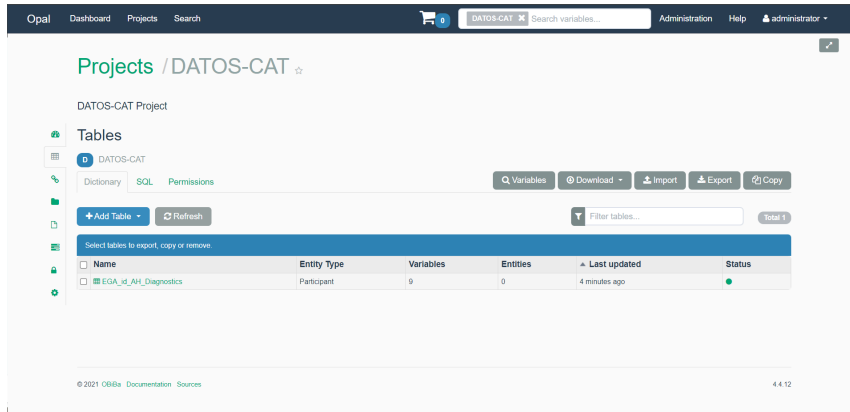 Opal Dashboard Projects Search 0 DATOS-CAT ✖ Search variables... Administration Help administrator
Projects /DATOS-CAT
DATOS-CAT Project
Tables
D DATOS-CAT
Dictionary SQL Permissions Variables Download Import Export Copy
+Add Table Refresh Filter tables... Total 1
Select tables to export, copy or remove.
Name Entity Type Variables Entities Last updated Status
EGA_id_AH_Diagnostics Participant 9 0 4 minutes ago
© 2021 OBiBa Documentation Sources 4.4.12